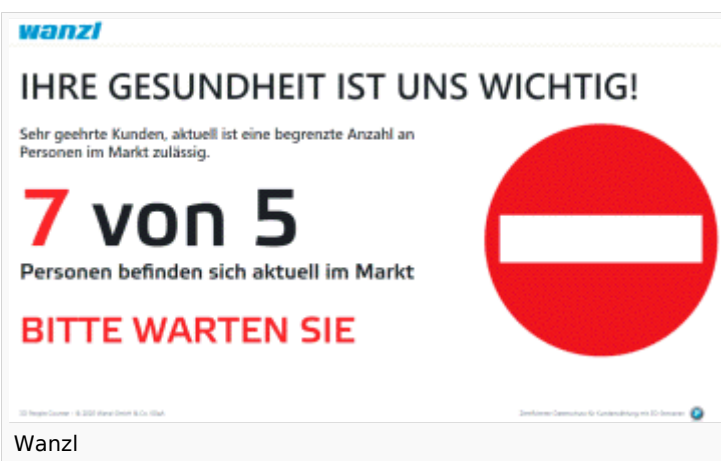 wanzl
IHRE GESUNDHEIT IST UNS WICHTIG!
Sehr geehrte Kunden, aktuell ist eine begrenzte Anzahl an
Personen im Markt zulässig.
7 von 5
Personen befinden sich aktuell im Markt
BITTE WARTEN SIE
Wanzl